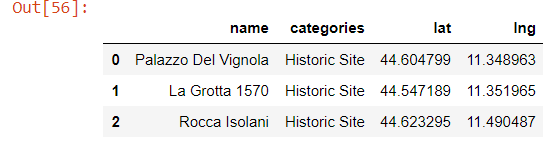 Out[56]:
name categories lat lng
0 Palazzo Del Vignola Historic Site 44.604799 11.348963
1 La Grotta 1570 Historic Site 44.547189 11.351965
2 Rocca Isolani Historic Site 44.623295 11.490487